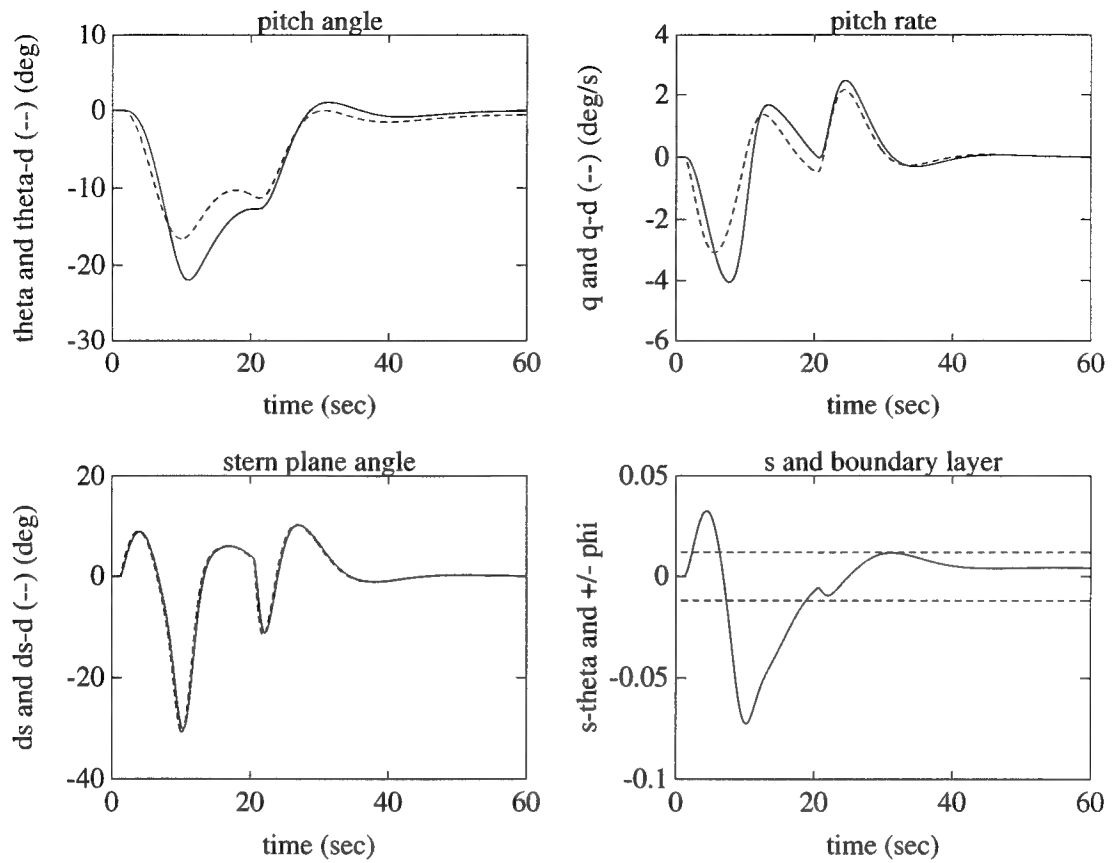 pitch angle
theta and theta-d (--) (deg)
10
0
-10
-20
-30
0
20
40
60
time (sec)
pitch rate
q and q-d (--) (deg/s)
4
2
0
-2
-4
-6
0
20
40
60
time (sec)
stern plane angle
ds and ds-d (--) (deg)
20
0
-20
-40
0
20
40
60
time (sec)
s and boundary layer
s-theta and +/- phi
0.05
0
-0.05
-0.1
0
20
40
60
time (sec)